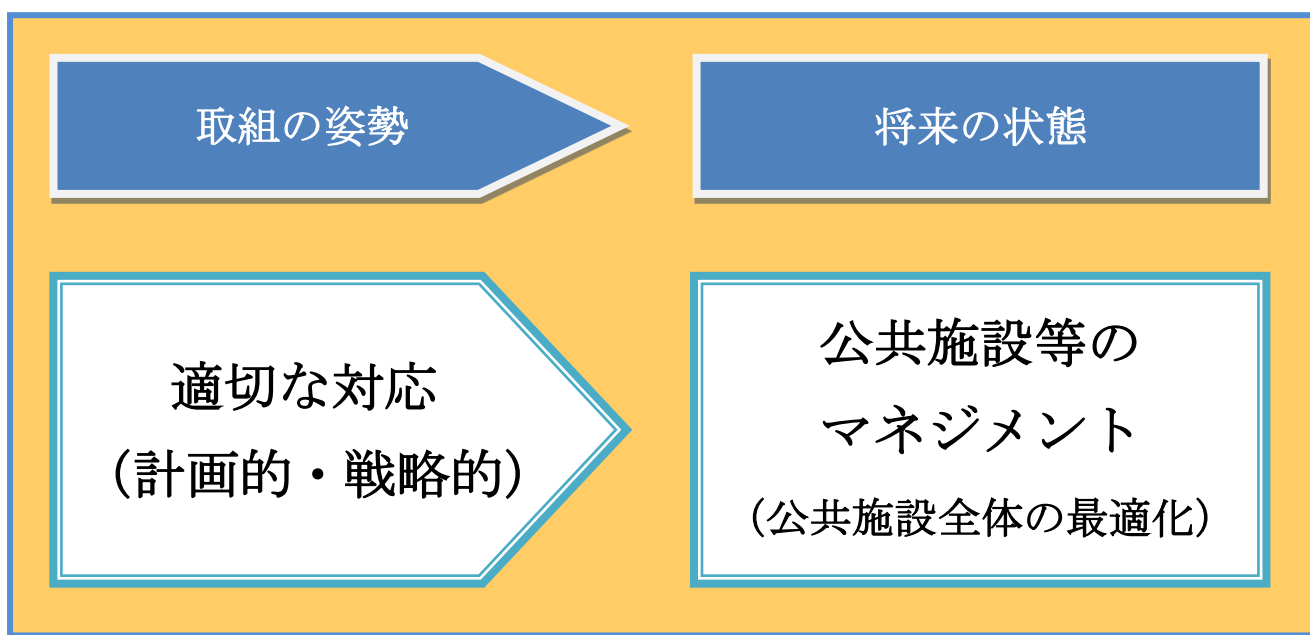 取組の姿勢
将来の状態
適切な対応
（計画的・戦略的）
公共施設等の
マネジメント
（公共施設全体の最適化）